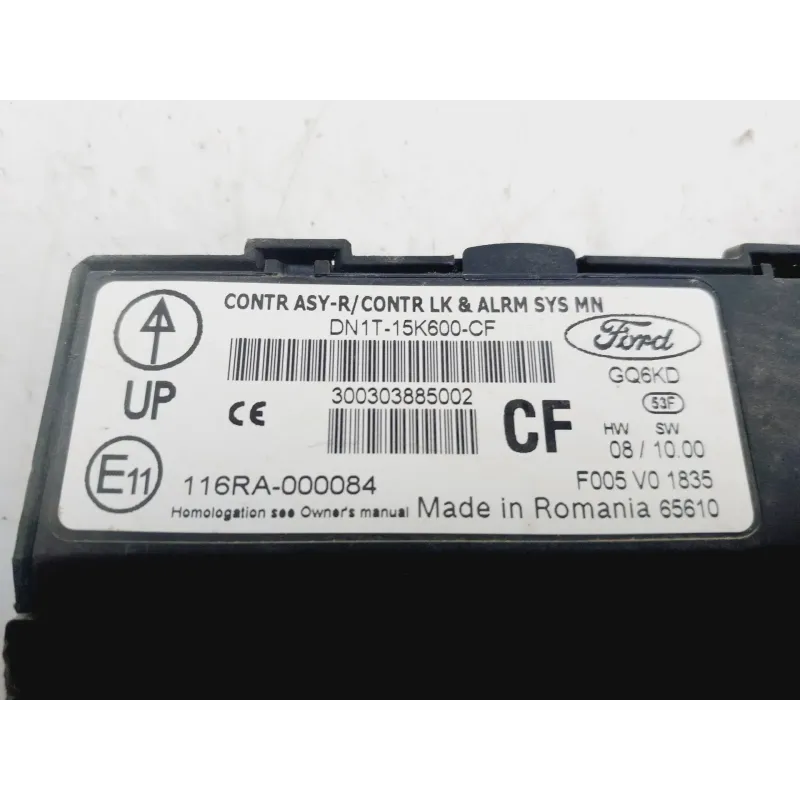 CONTR ASY-R/CONTR LK & ALRM SYS MN
DN1T-15K600-CF
Ford
UP
300303885002
CE
CF
GQ6KD
53F
HW SW
08 / 10.00
E11
116RA-000084
F005 V0 1835
Homologation see Owner's manual Made in Romania 65610